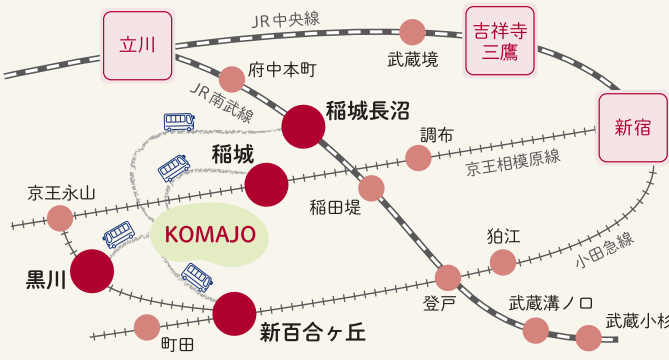 JR中央線
立川
武蔵境
吉祥寺
三鷹
府中本町
JR南武線
稲城長沼
新宿
調布
稲城
京王相模原線
京王永山
稲田堤
KOMAJO
狛江
小田急線
黒川
登戸
武蔵溝ノ口
武蔵小杉
新百合ヶ丘
町田